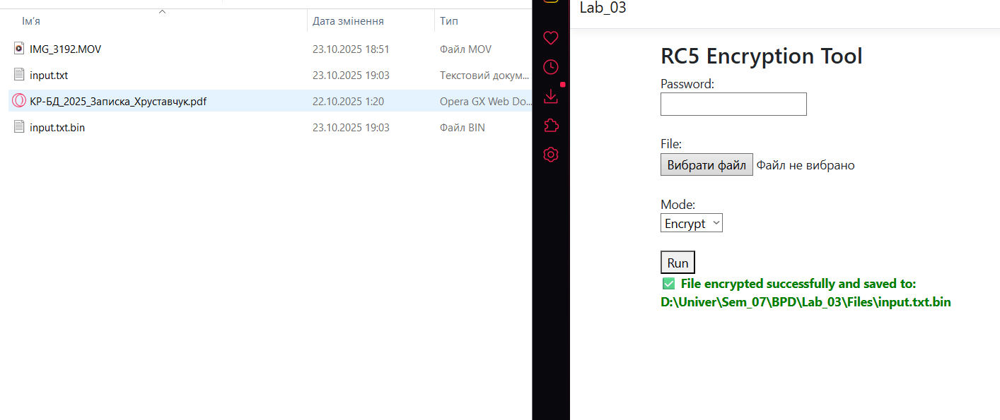 Ім'я Дата змінення Тип
IMG_3192.MOV 23.10.2025 18:51 Файл MOV
input.txt 23.10.2025 19:03 Текстовий докум...
КР-БД_2025_Записка_Хруставчук.pdf 22.10.2025 1:20 Opera GX Web Do...
input.txt.bin 23.10.2025 19:03 Файл BIN
Lab_03
RC5 Encryption Tool
Password:
File:
Вибрати файл Файл не вибрано
Mode:
Encrypt
Run
✅ File encrypted successfully and saved to:
D:\Univer\Sem_07\BPD\Lab_03\Files\input.txt.bin